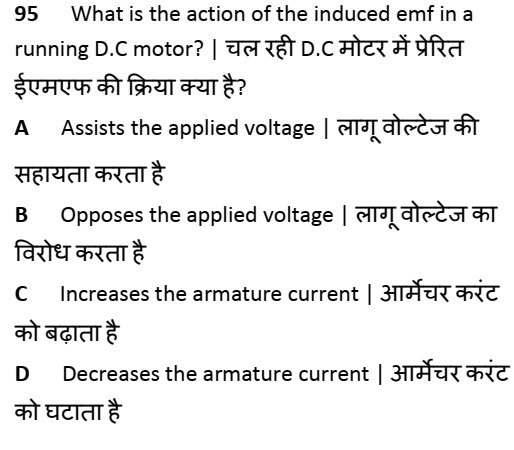 95 What is the action of the induced emf in a
running D.C motor? | चल रही D.C मोटर में प्रेरित
ईएमएफ की क्रिया क्या है?
A Assists the applied voltage | लागू वोल्टेज की
सहायता करता है
B Opposes the applied voltage | लागू वोल्टेज का
विरोध करता है
C Increases the armature current | आर्मेचर करंट
को बढ़ाता है
D Decreases the armature current | आर्मेचर करंट
को घटाता है